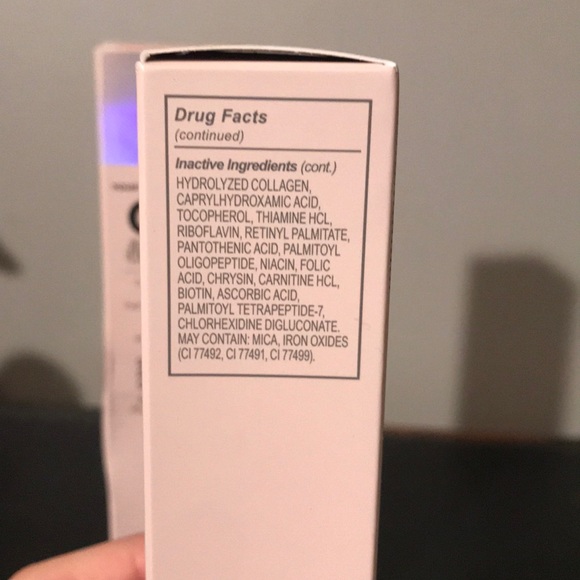 Drug Facts
(continued)
Inactive Ingredients (cont.)
HYDROLYZED COLLAGEN,
CAPRYLHYDROXAMIC ACID,
TOCOPHEROL, THIAMINE HCL,
RIBOFLAVIN, RETINYL PALMITATE,
PANTOTHENIC ACID, PALMITOYL
OLIGOPEPTIDE, NIACIN, FOLIC
ACID, CHRYSIN, CARNITINE HCL,
BIOTIN, ASCORBIC ACID,
PALMITOYL TETRAPEPTIDE-7,
CHLORHEXIDINE DIGLUCONATE.
MAY CONTAIN: MICA, IRON OXIDES
(CI 77492, CI 77491, CI 77499).